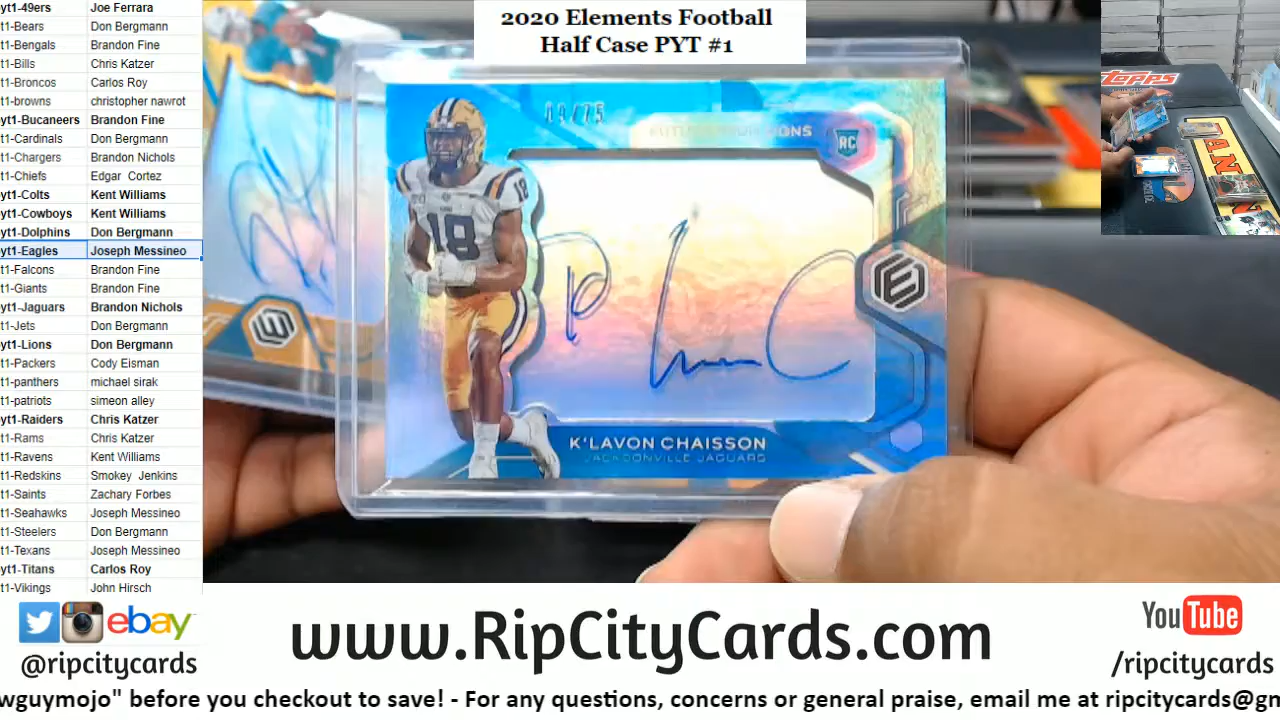 yt1-49ers Joe Ferrara
t1-Bears Don Bergmann
t1-Bengals Brandon Fine
t1-Bills Chris Katzer
t1-Broncos Carlos Roy
t1-browns christopher nawrot
yt1-Bucaneers Brandon Fine
t1-Cardinals Don Bergmann
t1-Chargers Brandon Nichols
t1-Chiefs Edgar Cortez
yt1-Colts Kent Williams
yt1-Cowboys Kent Williams
yt1-Dolphins Don Bergmann
yt1-Eagles Joseph Messineo
t1-Falcons Brandon Fine
t1-Giants Brandon Fine
yt1-Jaguars Brandon Nichols
t1-Jets Don Bergmann
yt1-Lions Don Bergmann
t1-Packers Cody Eisman
t1-panthers michael sirak
t1-patriots simeon alley
yt1-Raiders Chris Katzer
t1-Rams Chris Katzer
t1-Ravens Kent Williams
t1-Redskins Smokey Jenkins
t1-Saints Zachary Forbes
t1-Seahawks Joseph Messineo
t1-Steelers Don Bergmann
t1-Texans Joseph Messineo
yt1-Titans Carlos Roy
t1-Vikings John Hirsch
2020 Elements Football
Half Case PYT #1
RC
18
18
E
K'LAVON CHAISSON
JACKSONVILLE JAGUARS
TOPPS
ebay
@ripcitycards
www.RipCityCards.com
YouTube
/ripcitycards
wguymojo" before you checkout to save! - For any questions, concerns or general praise, email me at ripcitycards@gm